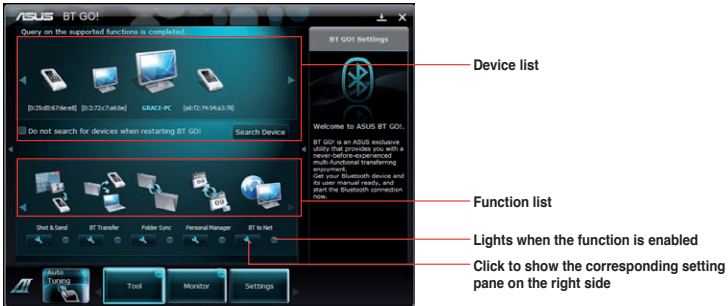 ASUS BT GO!
Query on the supported functions is completed.
BT GO! Settings
[0:25:d0:67:6e:e8] [0:2:72:c7:a6:be] GRACE-PC [a8:f2:74:54:a3:78]
Do not search for devices when restarting BT GO!
Search Device
Welcome to ASUS BT GO!.
BT GO! is an ASUS exclusive
utility that provides you with a
never-before-experienced
multi-functional transferring
enjoyment.
Get your Bluetooth device and
its user manual ready, and
start the Bluetooth connection
now.
Shot & Send BT Transfer Folder Sync Personal Manager BT to Net
Auto
Tuning
Tool
Monitor
Settings
Device list
Function list
Lights when the function is enabled
Click to show the corresponding setting
pane on the right side